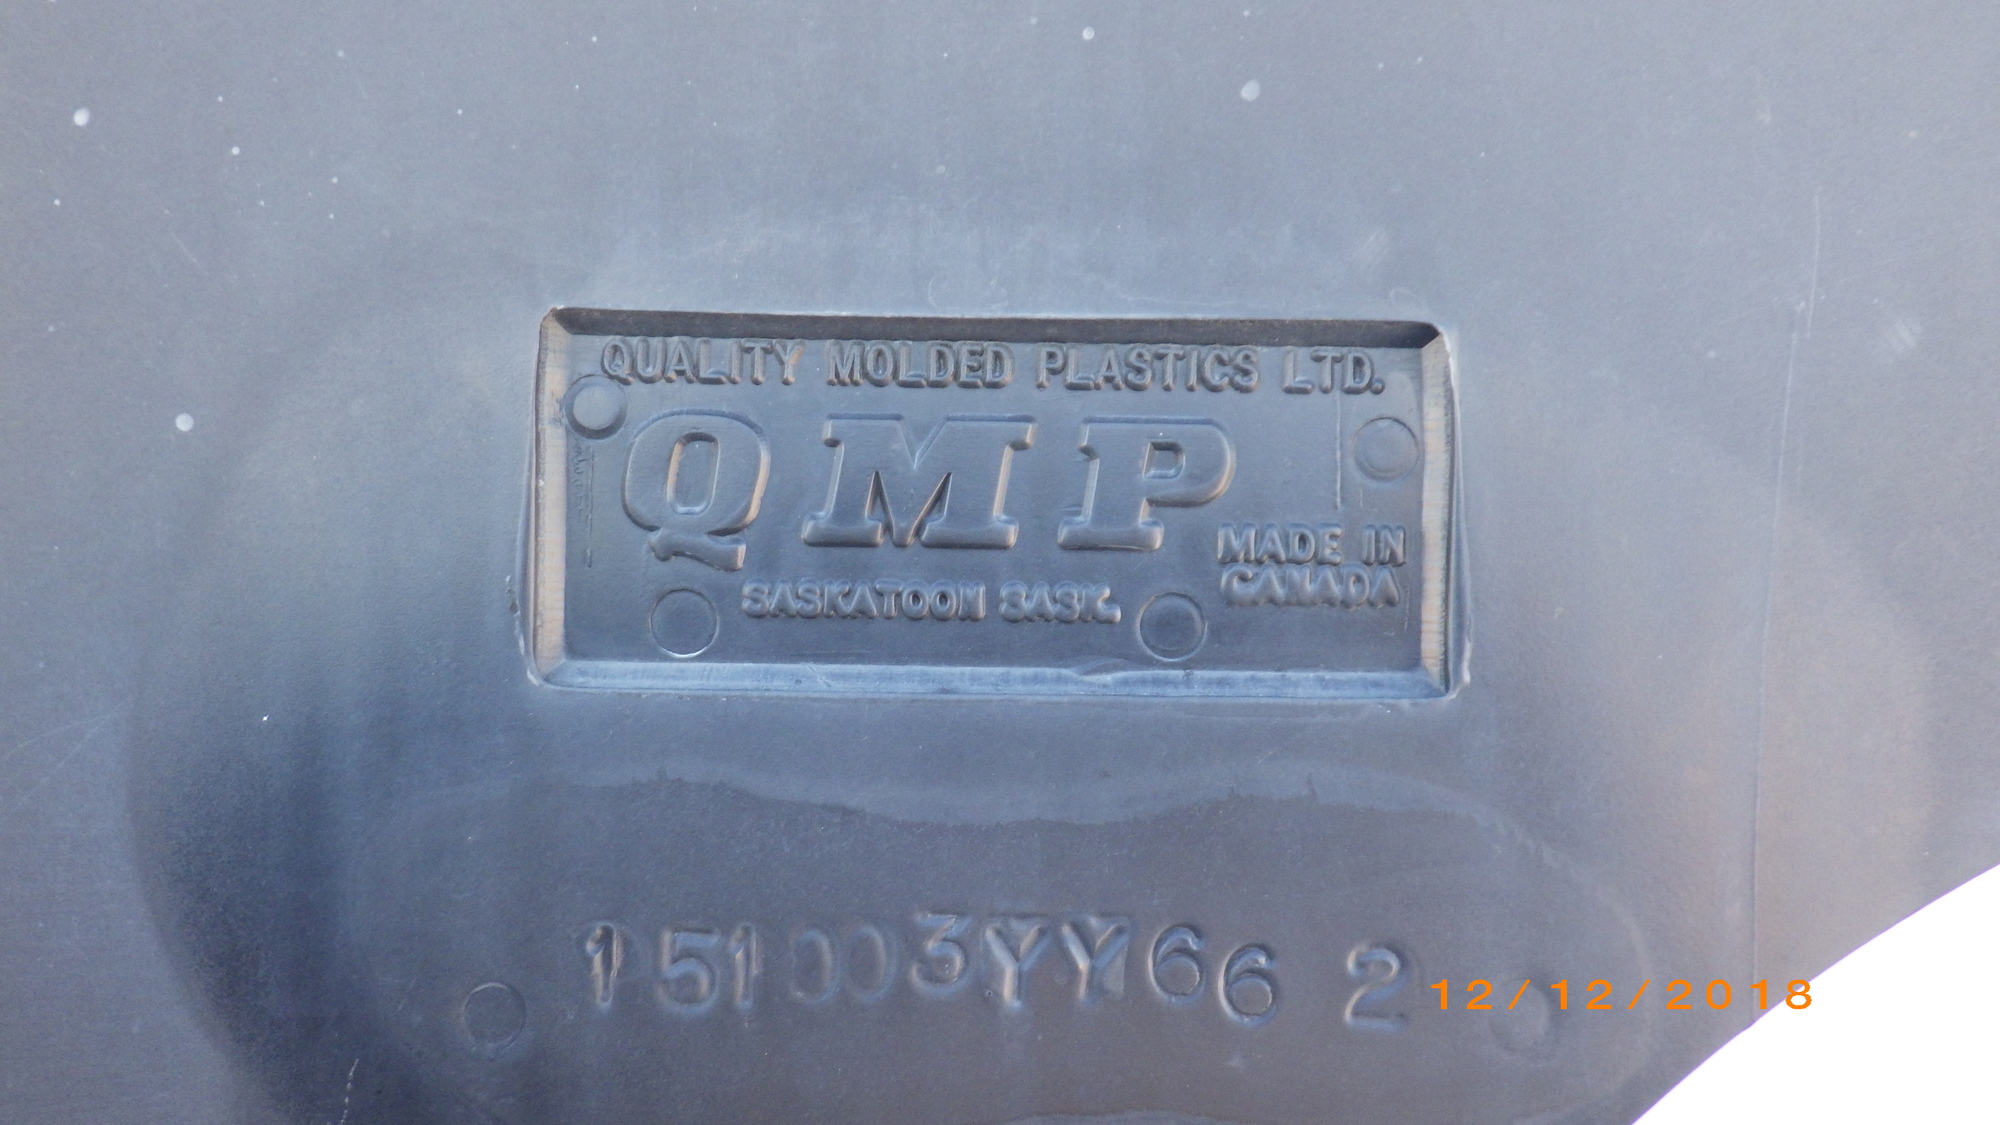 QUALITY MOLDED PLASTICS LTD.
QMP
MADE IN
CANADA
SASKATOON SASK.
151003YY66 2
12/12/2018